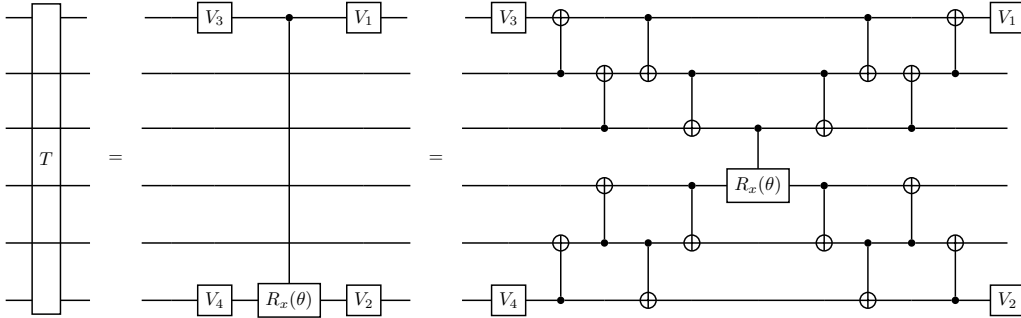 V₃ V₁ V₃ V₁
T = =
Rₓ(θ)
V₄ Rₓ(θ) V₂ V₄ V₂